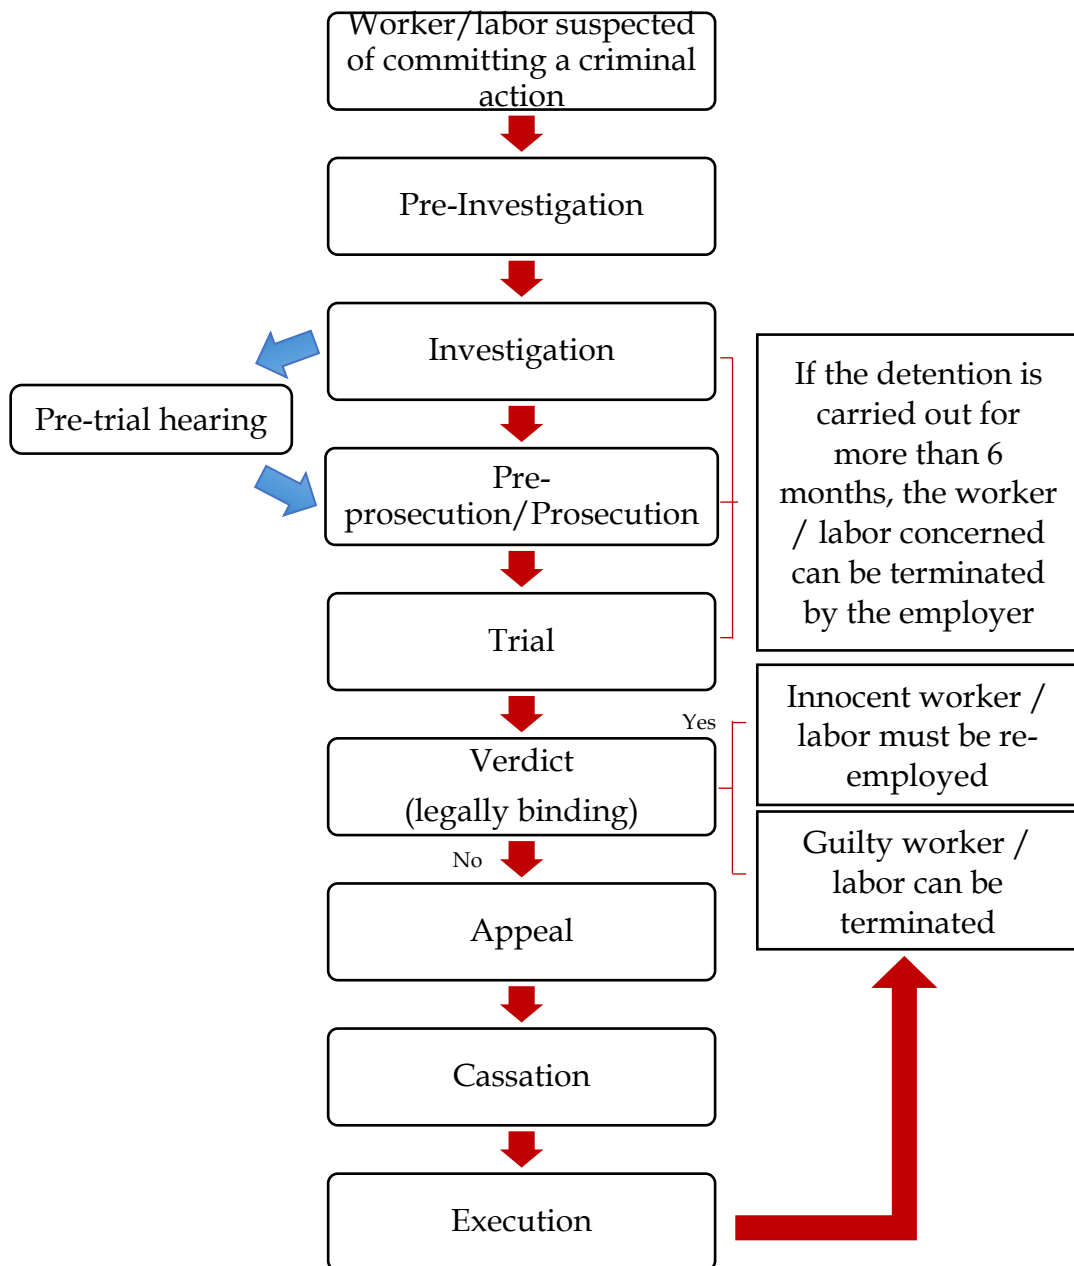 Worker/labor suspected
of committing a criminal
action
Pre-Investigation
Investigation
Pre-trial hearing
Pre-
prosecution/Prosecution
If the detention is
carried out for
more than 6
months, the worker
/ labor concerned
can be terminated
by the employer
Trial
Yes
Innocent worker /
labor must be re-
employed
Verdict
(legally binding)
No
Guilty worker /
labor can be
terminated
Appeal
Cassation
Execution